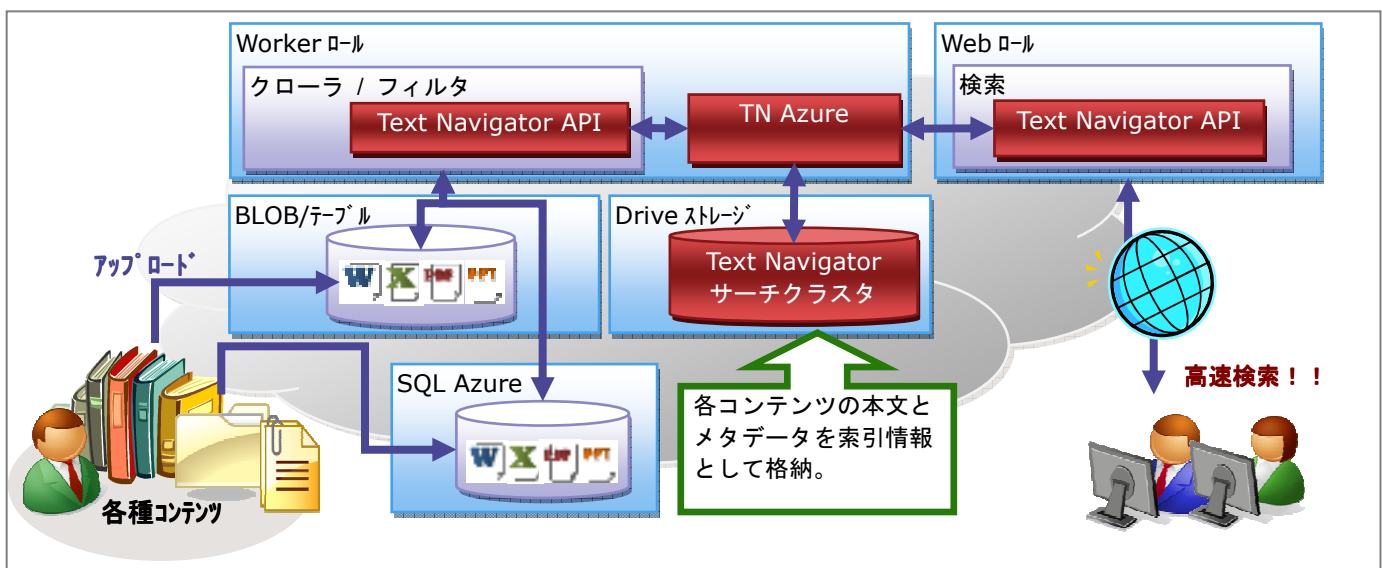 Worker ﾛｰﾙ
クローラ / フィルタ
Text Navigator API
TN Azure
Web ﾛｰﾙ
検索
Text Navigator API
BLOB/ﾃｰﾌﾞﾙ
W X PDF PPT
Drive ｽﾄﾚｰｼﾞ
Text Navigator
サーチクラスタ
ｱｯﾌﾟﾛｰﾄﾞ
SQL Azure
W X PDF PPT
各コンテンツの本文と
メタデータを索引情報
として格納。
高速検索！！
各種ｺﾝﾃﾝﾂ